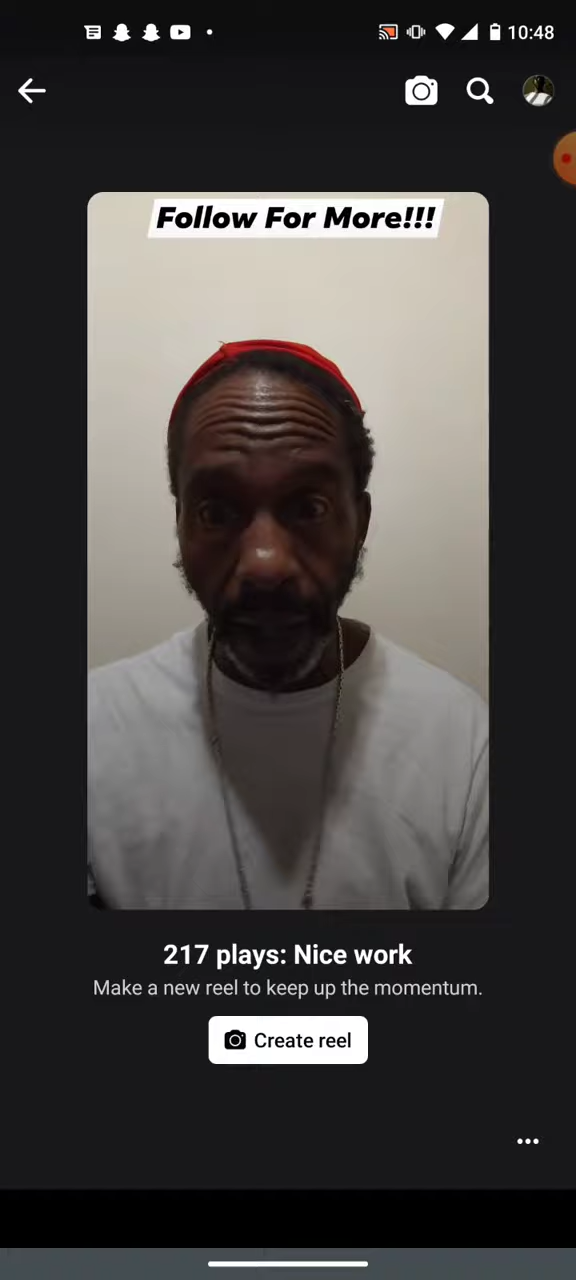 10:48
Follow For More!!!
217 plays: Nice work
Make a new reel to keep up the momentum.
Create reel